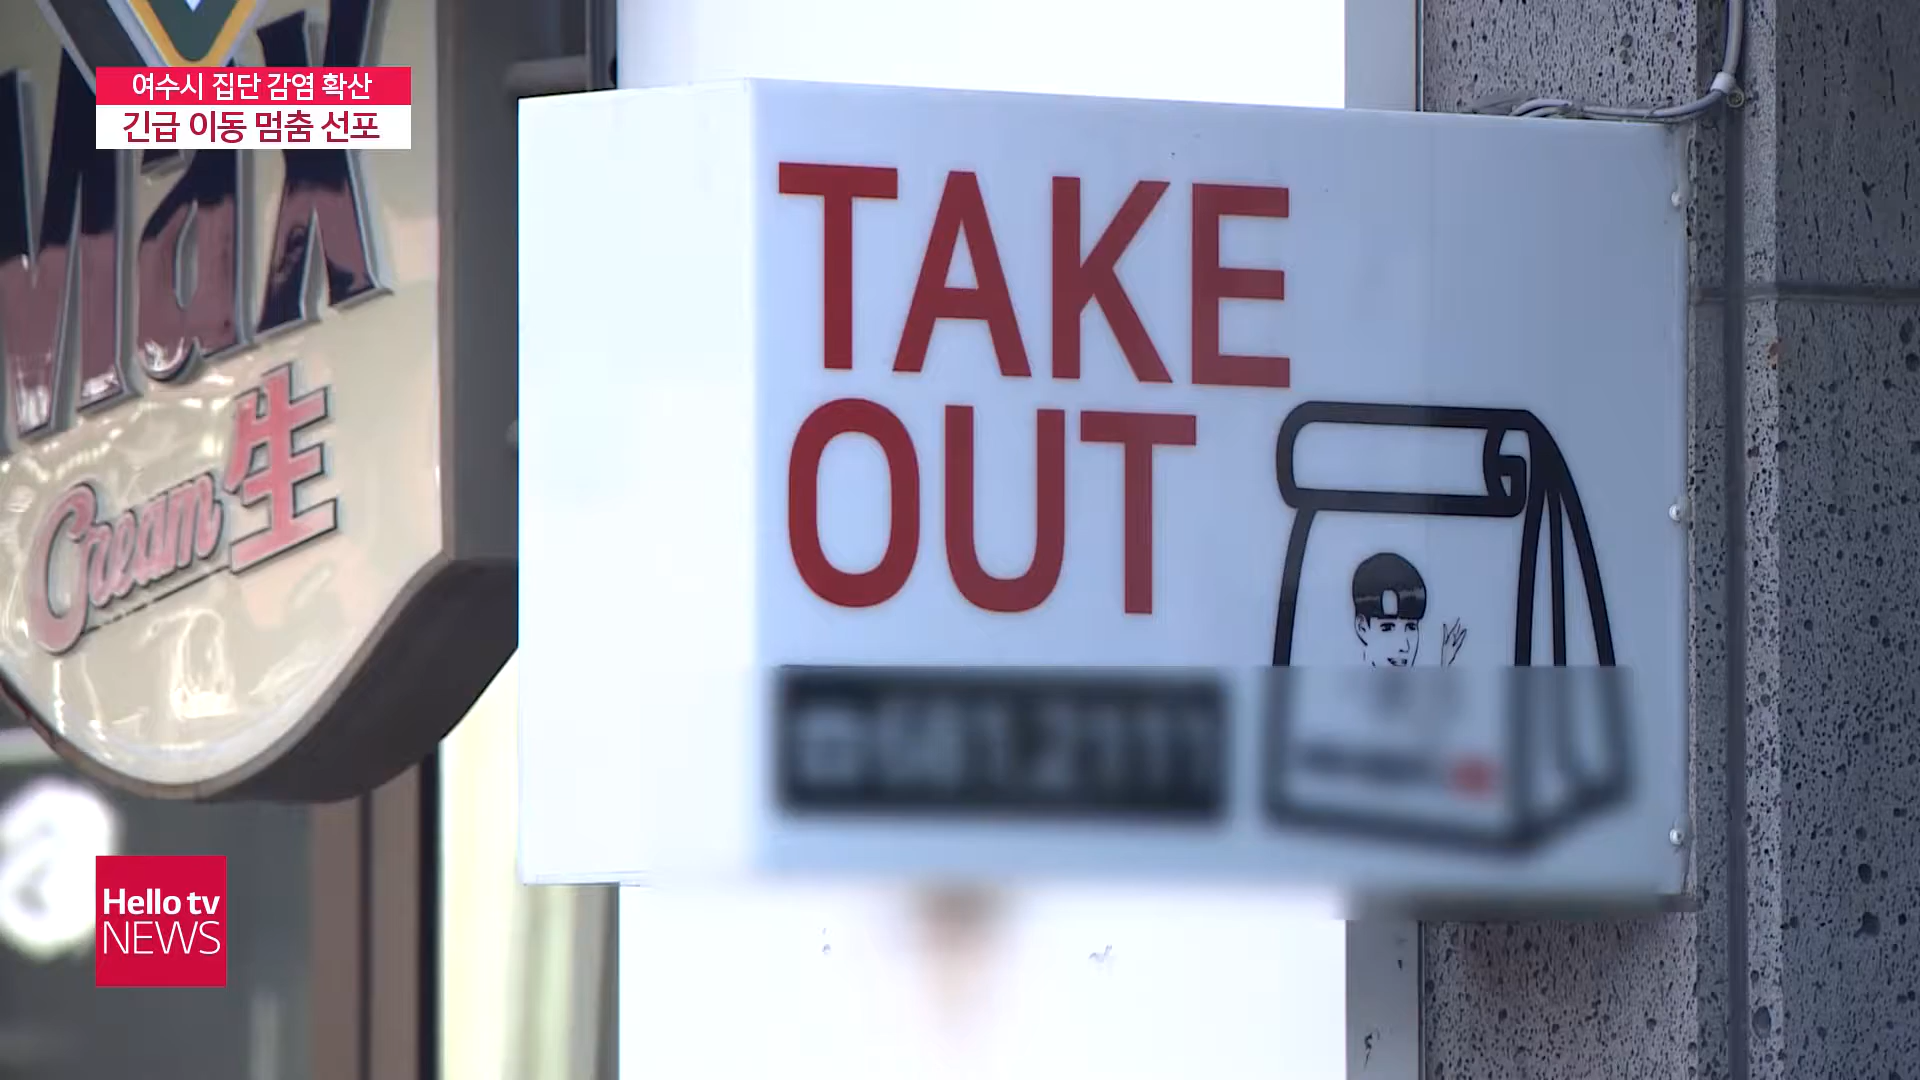 여수시 집단 감염 확산
긴급 이동 멈춤 선포
Max
Cream 生
TAKE
OUT
Hello tv
NEWS